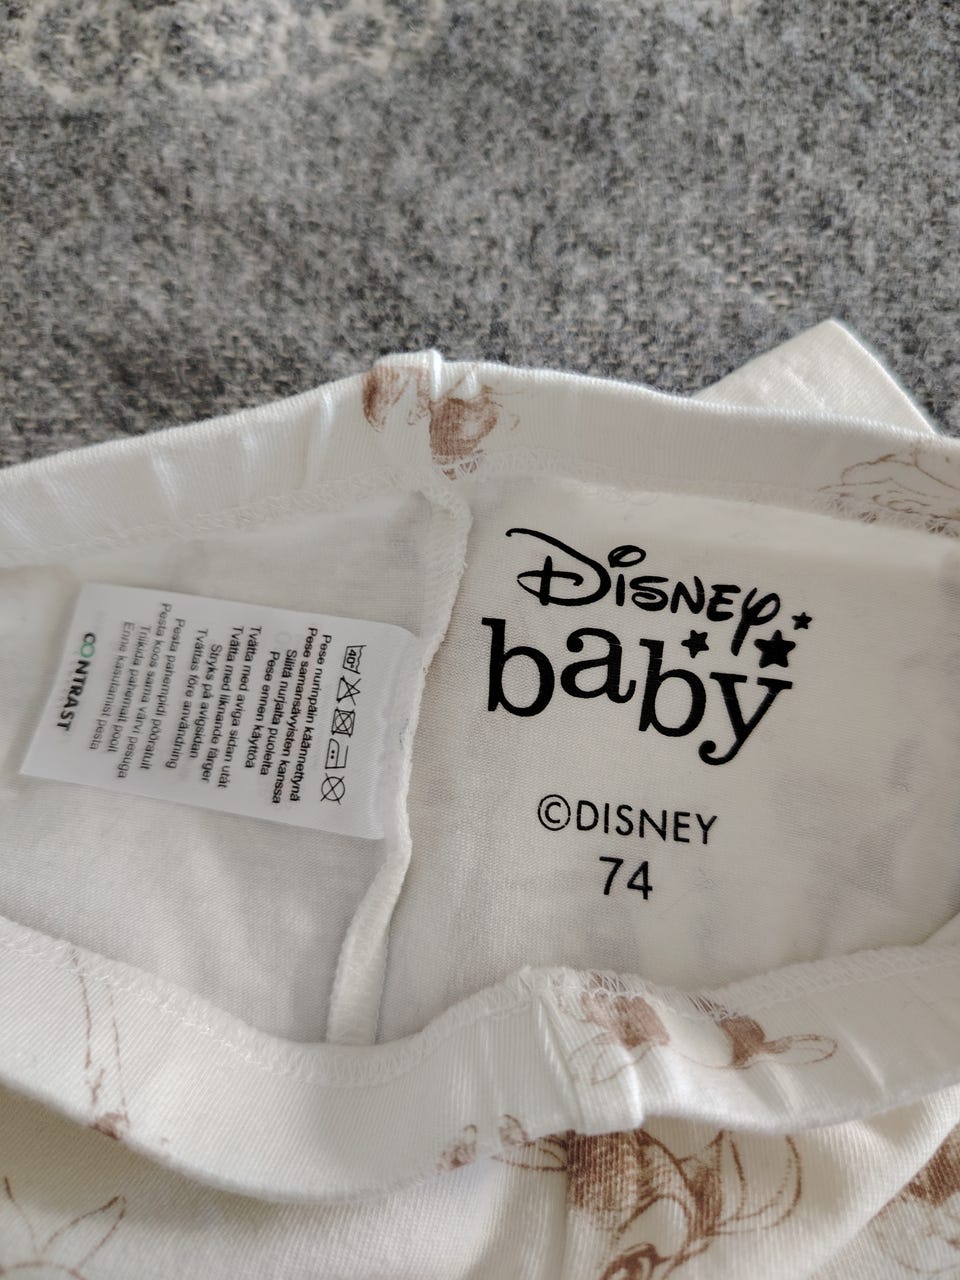 DISNEY
baby
©DISNEY
74
40°
Pese nurinpäin käännettynä
Pese samansävyisten kanssa
Silitä nurjalta puolelta
Pese ennen käyttöä
Tvätta med aviga sidan utåt
Tvätta med liknande färger
Stryks på avigsidan
Tvättas före användning
Pesta pahempidi pööratult
Pesta koos sama värvi pesuga
Triikida pahemalt poolt
Enne kasutamist pesta
CONTRAST